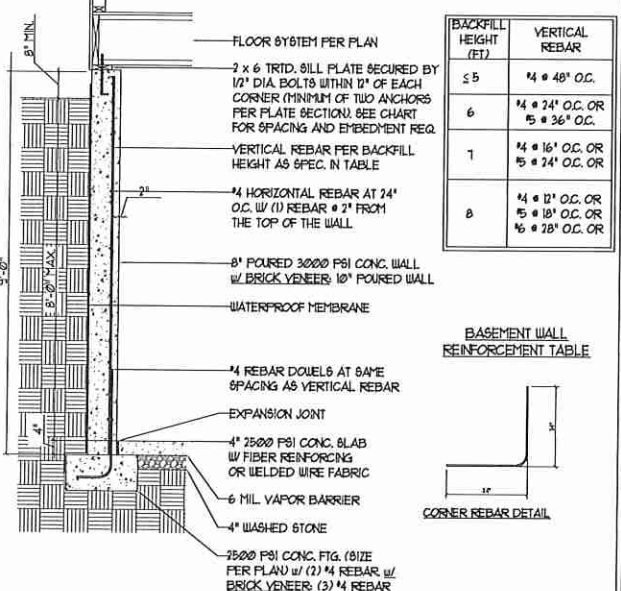 8" MIN.
9'-0"
8'-0" MAX.
4"
2"
FLOOR SYSTEM PER PLAN
2 x 6 TRTD. SILL PLATE SECURED BY
1/2" DIA. BOLTS WITHIN 12" OF EACH
CORNER (MINIMUM OF TWO ANCHORS
PER PLATE SECTION). SEE CHART
FOR SPACING AND EMBEDMENT REQ.
VERTICAL REBAR PER BACKFILL
HEIGHT AS SPEC. IN TABLE
#4 HORIZONTAL REBAR AT 24"
O.C. W/ (1) REBAR @ 2" FROM
THE TOP OF THE WALL
8" POURED 3000 PSI CONC. WALL
w/ BRICK VENEER: 10" POURED WALL
WATERPROOF MEMBRANE
#4 REBAR DOWELS AT SAME
SPACING AS VERTICAL REBAR
EXPANSION JOINT
4" 2500 PSI CONC. SLAB
W/ FIBER REINFORCING
OR WELDED WIRE FABRIC
6 MIL. VAPOR BARRIER
4" WASHED STONE
2500 PSI CONC. FTG. (SIZE
PER PLAN) w/ (2) #4 REBAR w/
BRICK VENEER: (3) #4 REBAR
BACKFILL
HEIGHT
(FT)
VERTICAL
REBAR
≤5
#4 @ 48" O.C.
6
#4 @ 24" O.C. OR
#5 @ 36" O.C.
7
#4 @ 16" O.C. OR
#5 @ 24" O.C. OR
8
#4 @ 12" O.C. OR
#5 @ 18" O.C. OR
#6 @ 28" O.C. OR
BASEMENT WALL
REINFORCEMENT TABLE
CORNER REBAR DETAIL